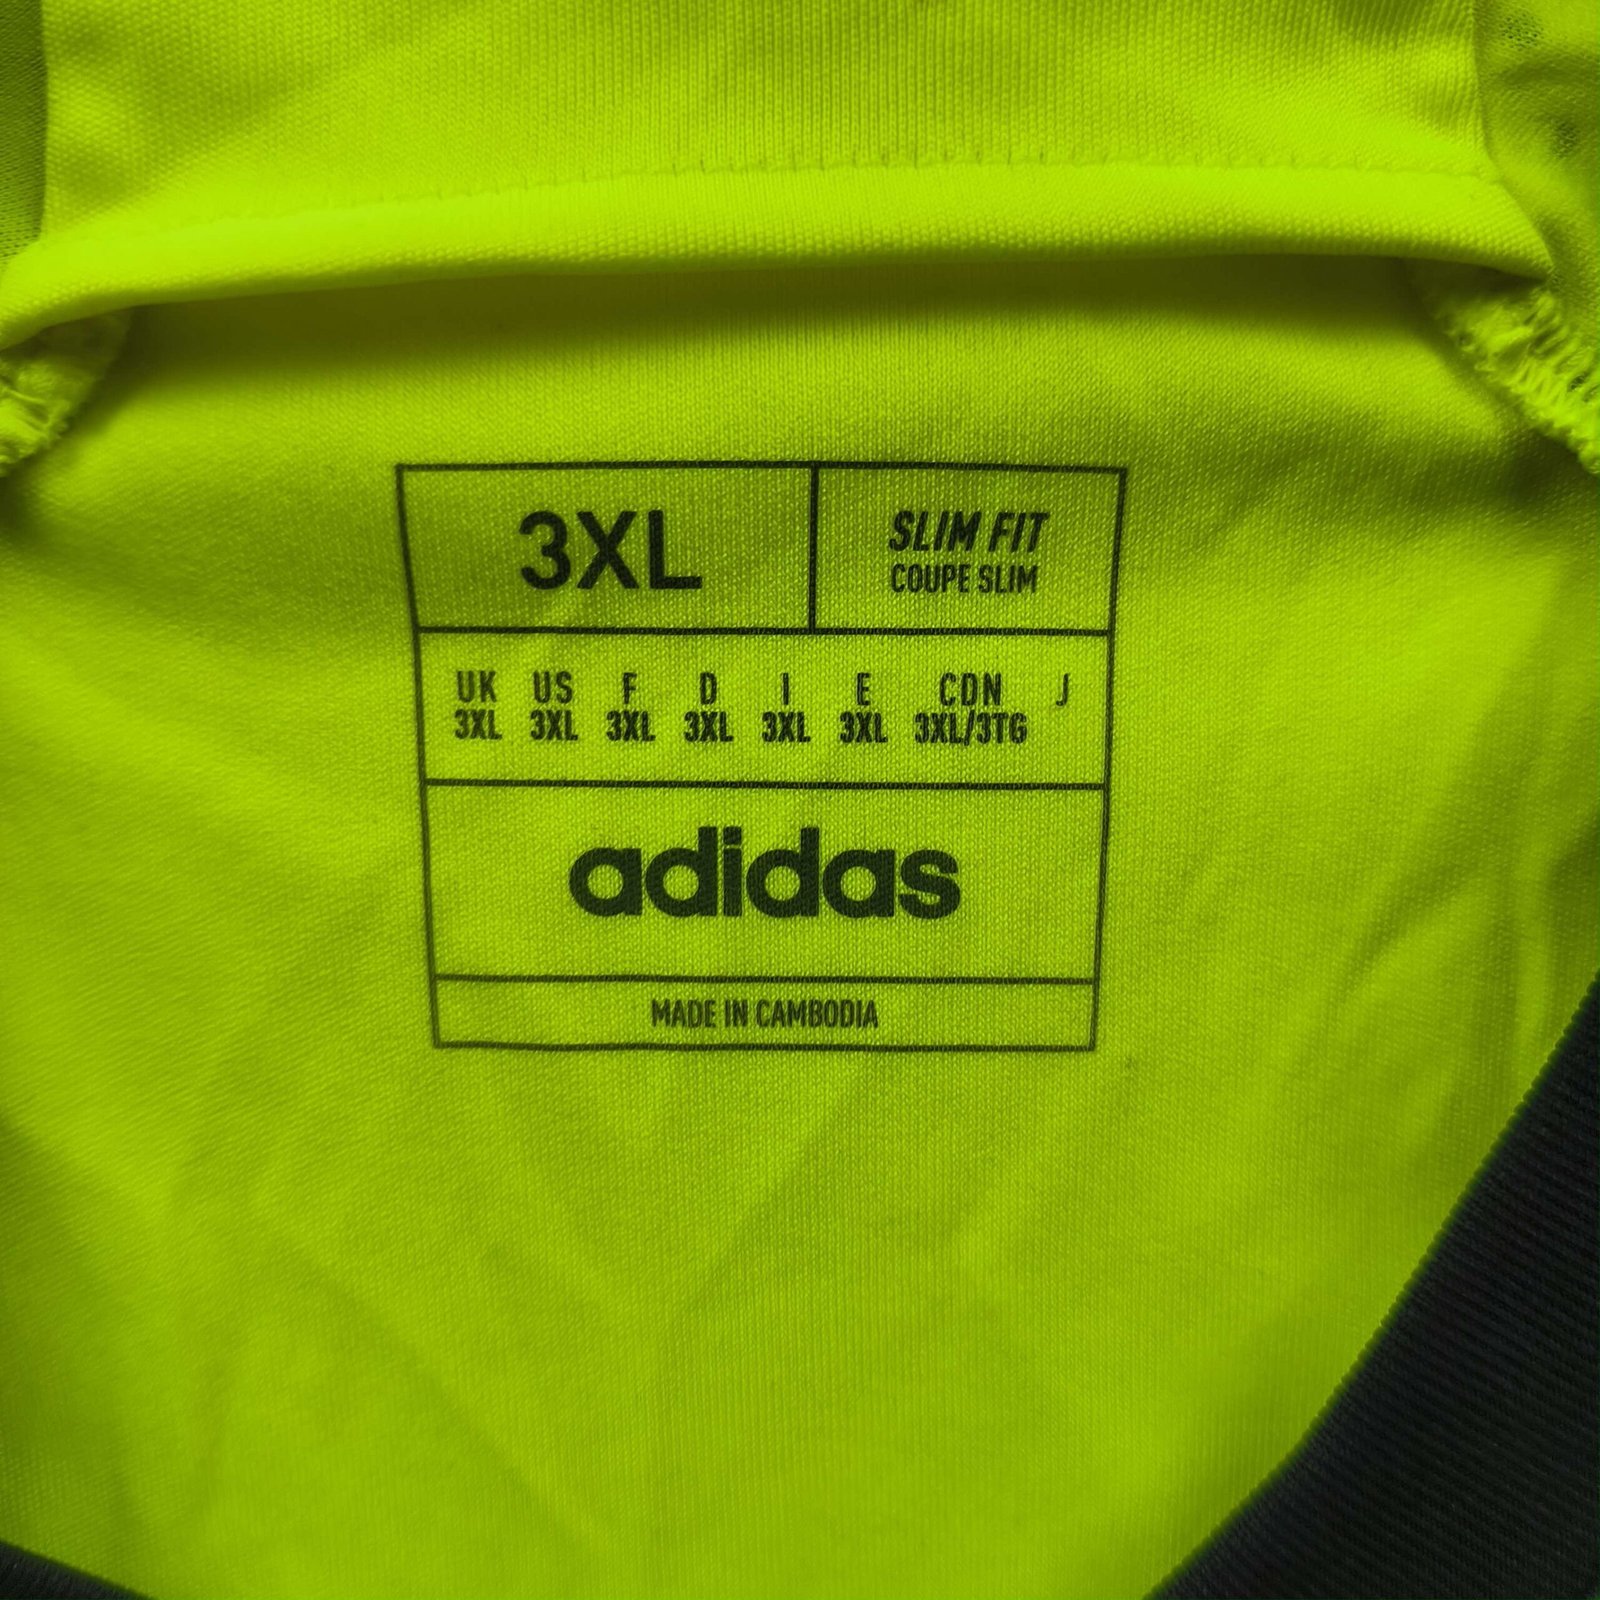 3XL
SLIM FIT
COUPE SLIM
UK US F D I E CDN J
3XL 3XL 3XL 3XL 3XL 3XL 3XL/3TG
adidas
MADE IN CAMBODIA